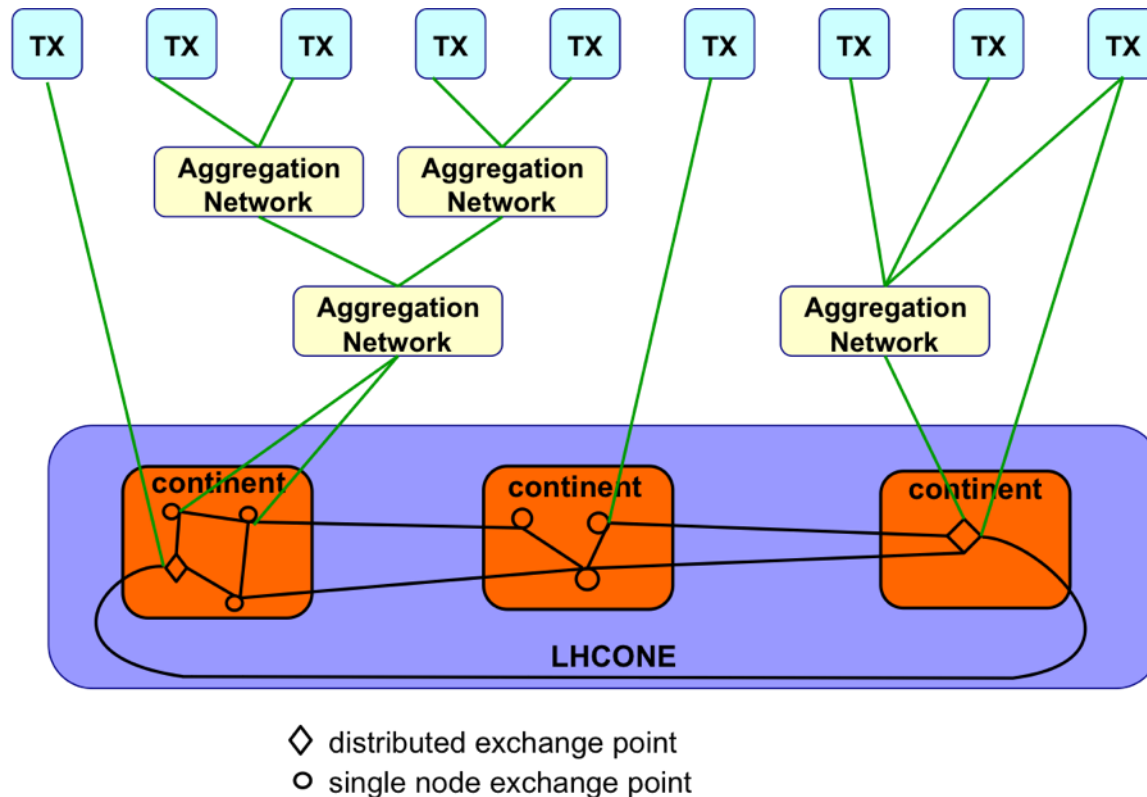 TX
TX
TX
TX
TX
TX
TX
TX
TX
Aggregation
Network
Aggregation
Network
Aggregation
Network
Aggregation
Network
continent
continent
continent
LHCONE
distributed exchange point
single node exchange point